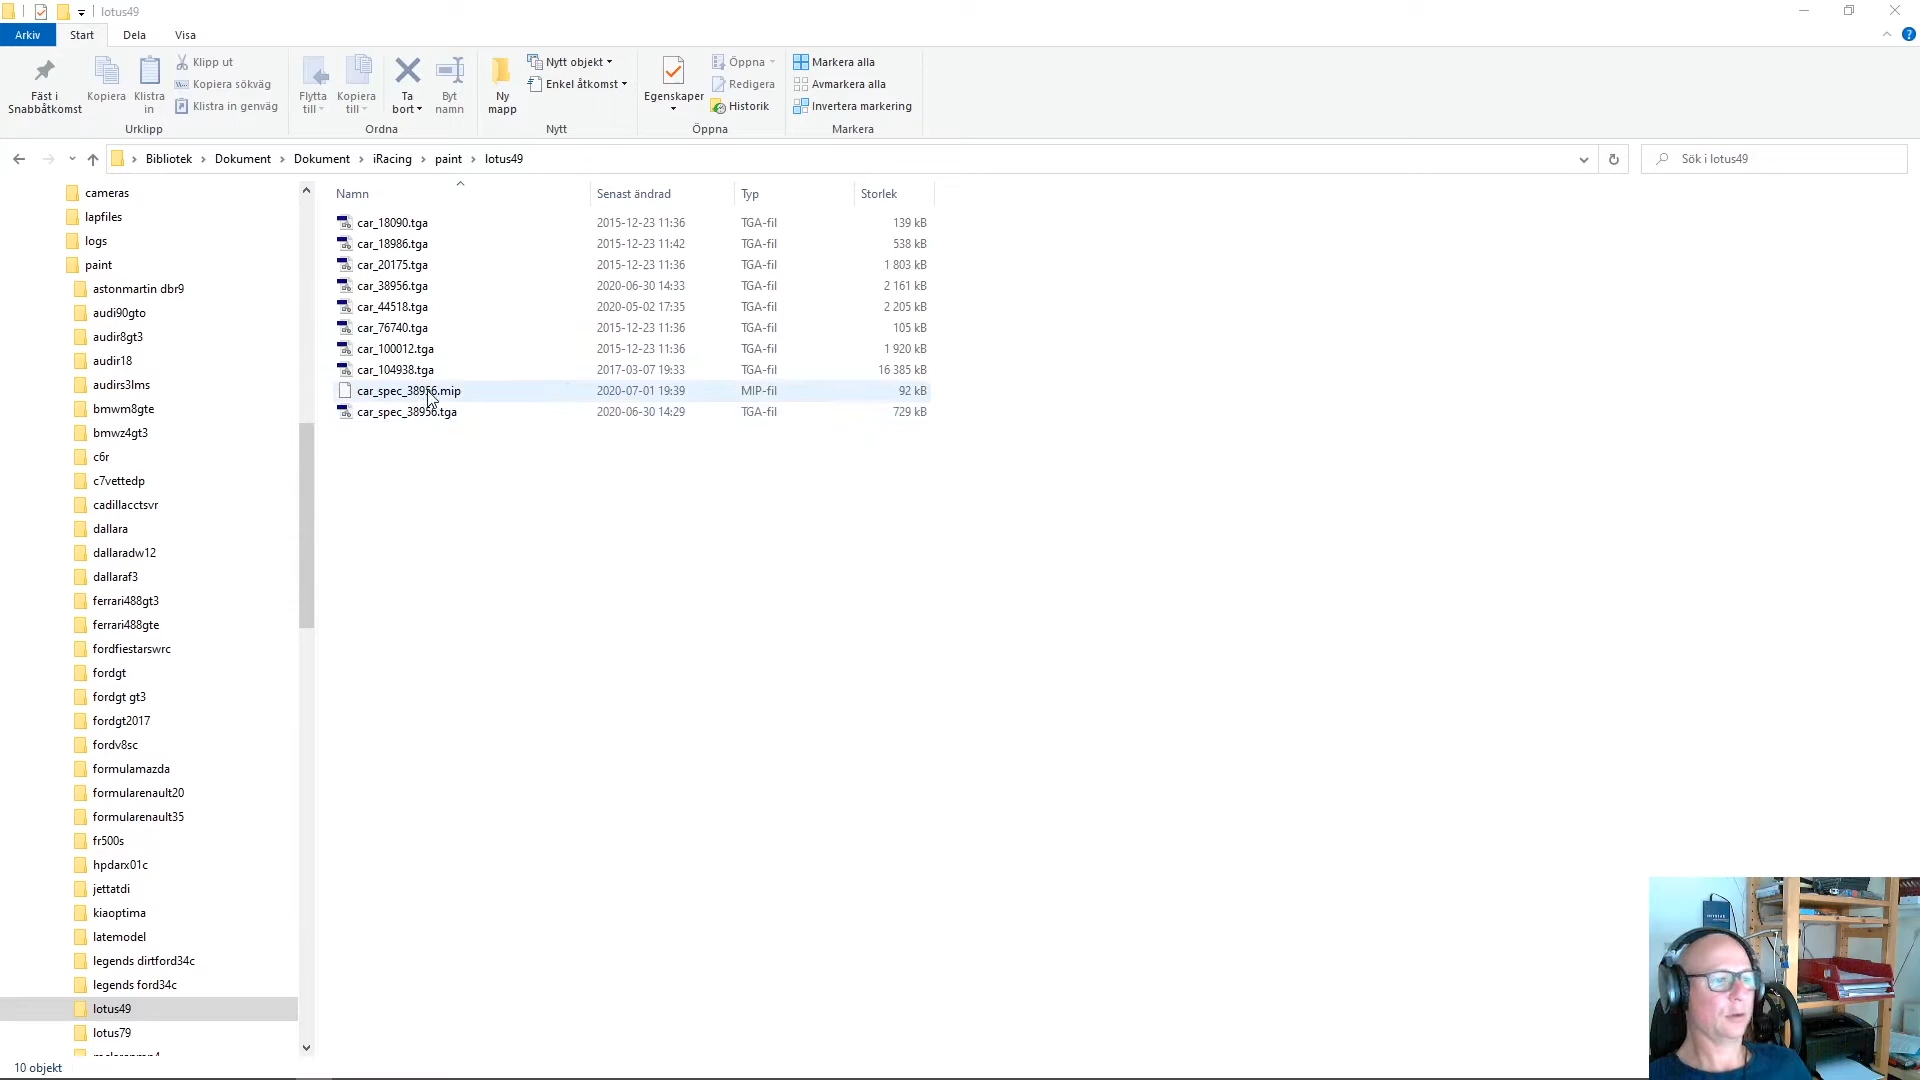 lotus49
Arkiv Start Dela Visa
Fäst i Snabbåtkomst
Kopiera
Klistra in
Klipp ut
Kopiera sökväg
Klistra in genväg
Urklipp
Flytta till
Kopiera till
Ta bort
Byt namn
Ordna
Ny mapp
Nytt objekt
Enkel åtkomst
Nytt
Egenskaper
Öppna
Redigera
Historik
Öppna
Markera alla
Avmarkera alla
Invertera markering
Markera
Bibliotek > Dokument > Dokument > iRacing > paint > lotus49
Sök i lotus49
cameras
lapfiles
logs
paint
astonmartin dbr9
audi90gto
audir8gt3
audir18
audirs3lms
bmwm8gte
bmwz4gt3
c6r
c7vettedp
cadillacctsvr
dallara
dallaradw12
dallaraf3
ferrari488gt3
ferrari488gte
fordfiestarswrc
fordgt
fordgt gt3
fordgt2017
fordv8sc
formulamazda
formularenault20
formularenault35
fr500s
hpdarx01c
jettatdi
kiaoptima
latemodel
legends dirtford34c
legends ford34c
lotus49
lotus79
Namn Senast ändrad Typ Storlek
car_18090.tga 2015-12-23 11:36 TGA-fil 139 kB
car_18986.tga 2015-12-23 11:42 TGA-fil 538 kB
car_20175.tga 2015-12-23 11:36 TGA-fil 1 803 kB
car_38956.tga 2020-06-30 14:33 TGA-fil 2 161 kB
car_44518.tga 2020-05-02 17:35 TGA-fil 2 205 kB
car_76740.tga 2015-12-23 11:36 TGA-fil 105 kB
car_100012.tga 2015-12-23 11:36 TGA-fil 1 920 kB
car_104938.tga 2017-03-07 19:33 TGA-fil 16 385 kB
car_spec_38956.mip 2020-07-01 19:39 MIP-fil 92 kB
car_spec_38956.tga 2020-06-30 14:29 TGA-fil 729 kB
10 objekt